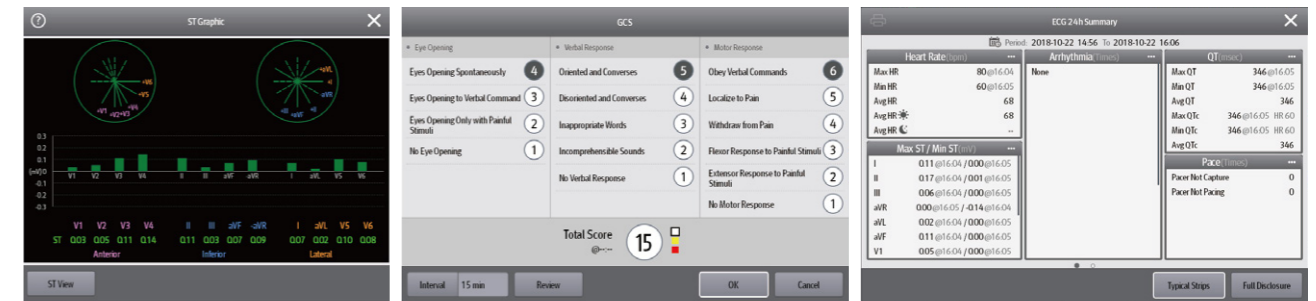 ST Graphic
+V6
+V5
+V4
+V1 +V2+V3
+aVL
+I
-aVR
+II
+aVF
+III
0.3
0.2
0.1
(mV)0
-0.1
-0.2
-0.3
V1 V2 V3 V4 II III aVF -aVR I aVL V5 V6
V1 V2 V3 V4 II III aVF -aVR I aVL V5 V6
ST 0.03 0.05 0.11 0.14 0.11 0.03 0.07 0.09 0.07 0.02 0.10 0.08
Anterior Inferior Lateral
ST View
GCS
Eye Opening
Eyes Opening Spontaneously 4
Eyes Opening to Verbal Command 3
Eyes Opening Only with Painful
Stimuli 2
No Eye Opening 1
Verbal Response
Oriented and Converses 5
Disoriented and Converses 4
Inappropriate Words 3
Incomprehensible Sounds 2
No Verbal Response 1
Motor Response
Obey Verbal Commands 6
Localize to Pain 5
Withdraw from Pain 4
Flexor Response to Painful Stimuli 3
Extensor Response to Painful
Stimuli 2
No Motor Response 1
Total Score 15
@--:--
Interval 15 min Review OK Cancel
ECG 24h Summary
Period 2018-10-22 14:56 To 2018-10-22 16:06
Heart Rate(bpm) ...
Max HR 80@16:04
Min HR 60@16:05
Avg HR 68
Avg HR 68
Avg HR --
Max ST / Min ST(mV) ...
I 0.11@16:04 / 0.00@16:05
II 0.17@16:04 / 0.01@16:05
III 0.06@16:04 / 0.00@16:05
aVR 0.00@16:05 / -0.14@16:04
aVL 0.02@16:04 / 0.00@16:05
aVF 0.11@16:04 / 0.00@16:05
V1 0.05@16:04 / 0.00@16:05
Arrhythmia(Times) ...
None
QT(msec) ...
Max QT 346@16:05
Min QT 346@16:05
Avg QT 346
Max QTc 346@16:05 HR 60
Min QTc 346@16:05 HR 60
Avg QTc 346
Pace(Times) ...
Pacer Not Capture 0
Pacer Not Pacing 0
Typical Strips Full Disclosure